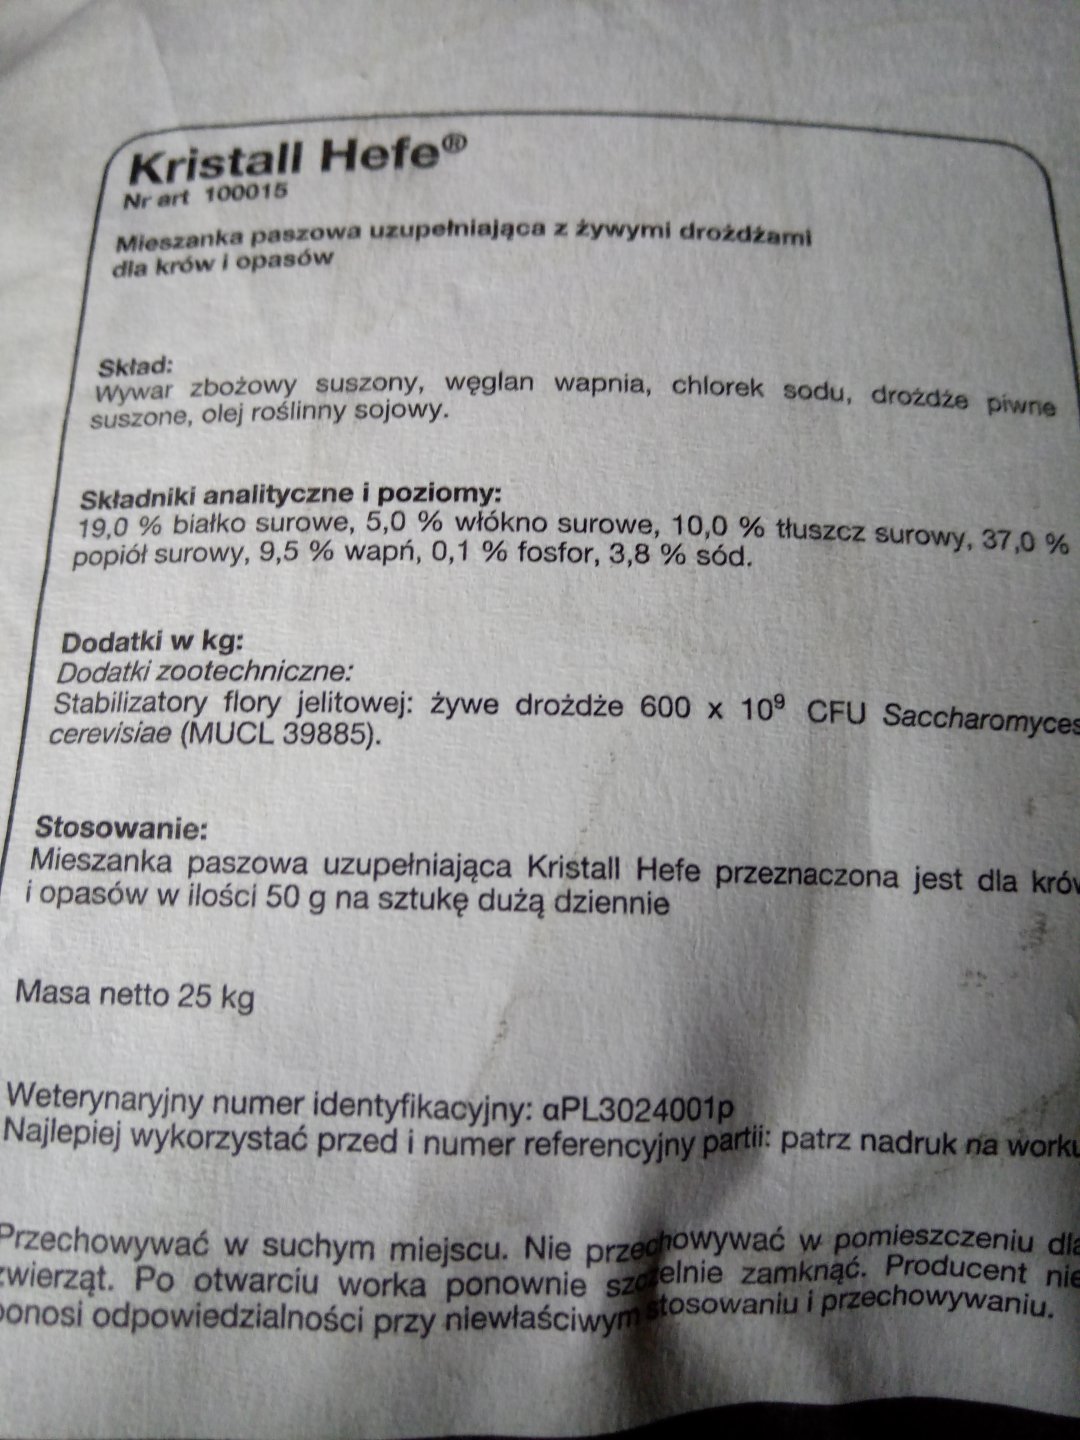 Kristall Hefe®
Nr art 100015
Mieszanka paszowa uzupełniająca z żywymi drożdżami
dla krów i opasów
Skład:
Wywar zbożowy suszony, węglan wapnia, chlorek sodu, drożdże piwne
suszone, olej roślinny sojowy.
Składniki analityczne i poziomy:
19,0 % białko surowe, 5,0 % włókno surowe, 10,0 % tłuszcz surowy, 37,0 %
popiół surowy, 9,5 % wapń, 0,1 % fosfor, 3,8 % sód.
Dodatki w kg:
Dodatki zootechniczne:
Stabilizatory flory jelitowej: żywe drożdże 600 x 10⁹ CFU Saccharomyces
cerevisiae (MUCL 39885).
Stosowanie:
Mieszanka paszowa uzupełniająca Kristall Hefe przeznaczona jest dla krów
i opasów w ilości 50 g na sztukę dużą dziennie
Masa netto 25 kg
Weterynaryjny numer identyfikacyjny: αPL3024001p
Najlepiej wykorzystać przed i numer referencyjny partii: patrz nadruk na worku
Przechowywać w suchym miejscu. Nie przechowywać w pomieszczeniu dla
zwierząt. Po otwarciu worka ponownie szczelnie zamknąć. Producent nie
ponosi odpowiedzialności przy niewłaściwym stosowaniu i przechowywaniu.